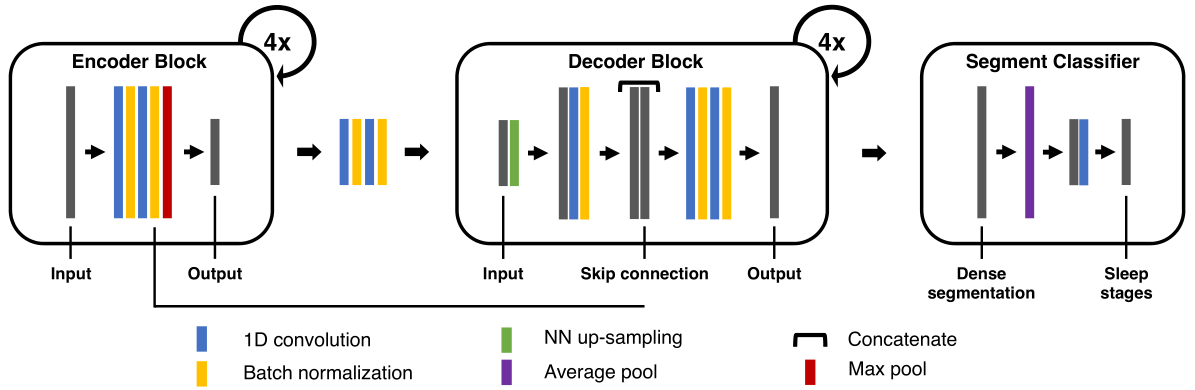 4x
4x
Encoder Block
Decoder Block
Segment Classifier
Input
Output
Input
Skip connection
Output
Dense
segmentation
Sleep
stages
1D convolution
NN up-sampling
Concatenate
Batch normalization
Average pool
Max pool